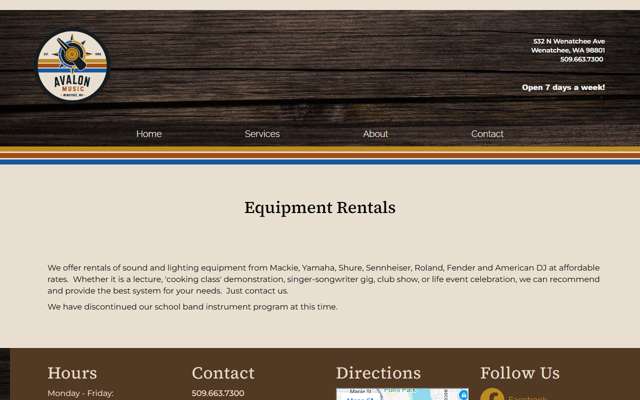 AVALON
MUSIC
532 N Wenatchee Ave
Wenatchee, WA 98801
509.663.7300
Open 7 days a week!
Home
Services
About
Contact
Equipment Rentals
We offer rentals of sound and lighting equipment from Mackie, Yamaha, Shure, Sennheiser, Roland, Fender and American DJ at affordable
rates.  Whether it is a lecture, 'cooking class' demonstration, singer-songwriter gig, club show, or life event celebration, we can recommend
and provide the best system for your needs.  Just contact us.
We have discontinued our school band instrument program at this time.
Hours
Contact
Directions
Follow Us
Monday - Friday:
509.663.7300